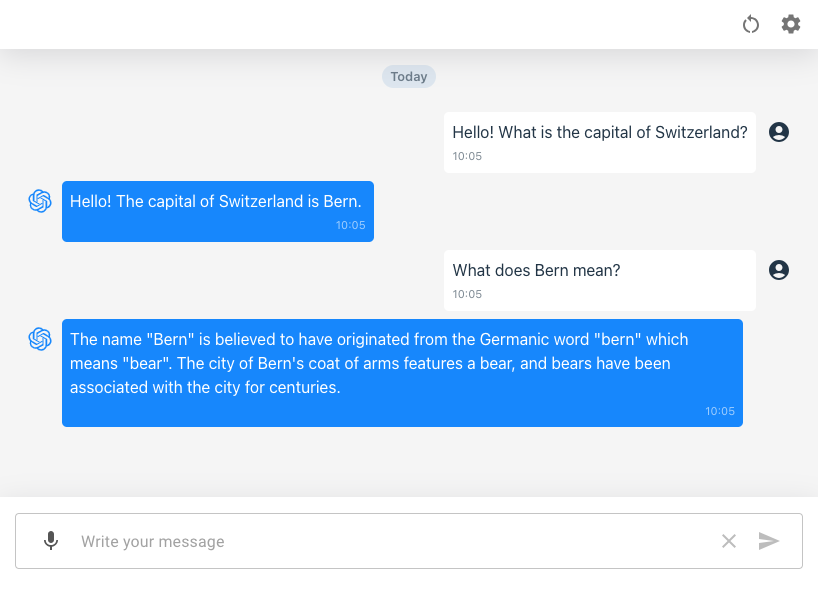 Today
Hello! What is the capital of Switzerland?
10:05
Hello! The capital of Switzerland is Bern.
10:05
What does Bern mean?
10:05
The name "Bern" is believed to have originated from the Germanic word "bern" which
means "bear". The city of Bern's coat of arms features a bear, and bears have been
associated with the city for centuries.
10:05
Write your message